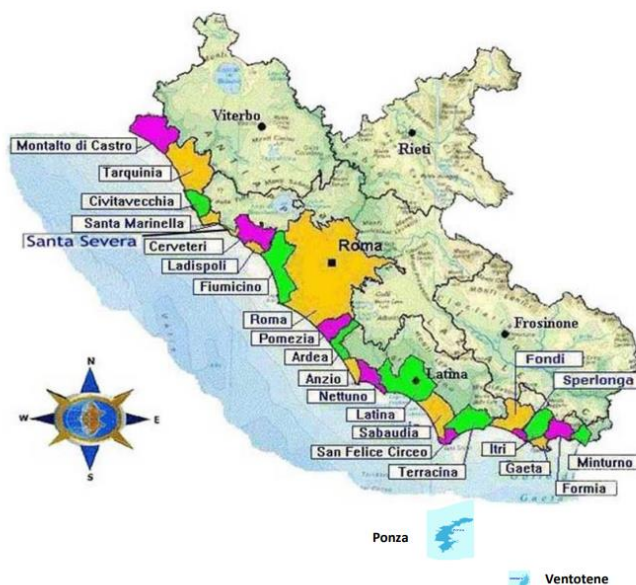 Viterbo
Rieti
Montalto di Castro
Tarquinia
Civitavecchia
Santa Marinella
Santa Severa
Cerveteri
Ladispoli
Fiumicino
Roma
Roma
Pomezia
Ardea
Anzio
Nettuno
Latina
Latina
Sabaudia
San Felice Circeo
Terracina
Frosinone
Fondi
Sperlonga
Itri
Gaeta
Formia
Minturno
N
W
E
S
Ponza
Ventotene